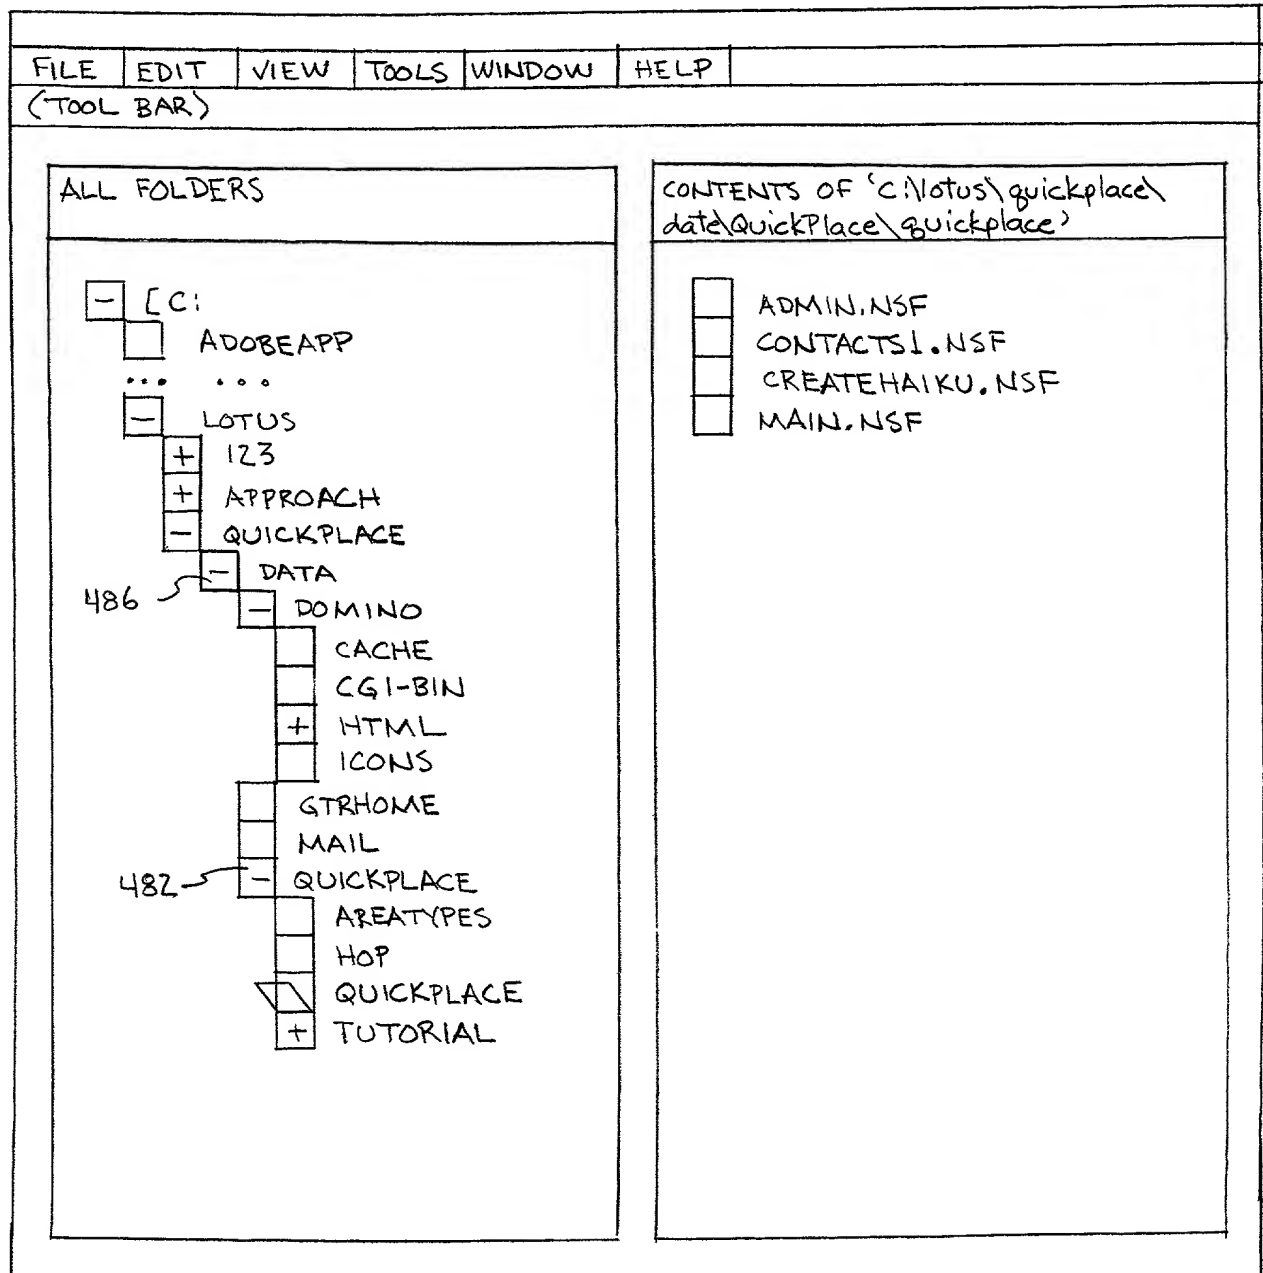 FILE EDIT VIEW TOOLS WINDOW HELP
(TOOL BAR)
ALL FOLDERS
- [C:
ADOBEAPP
... ...
- LOTUS
+ 123
+ APPROACH
- QUICKPLACE
- DATA
486
- DOMINO
CACHE
CGI-BIN
+ HTML
ICONS
GTRHOME
MAIL
482
- QUICKPLACE
AREATYPES
HOP
QUICKPLACE
+ TUTORIAL
CONTENTS OF 'C:\lotus\quickplace\
date\QuickPlace\quickplace'
ADMIN.NSF
CONTACTS1.NSF
CREATEHAIKU.NSF
MAIN.NSF